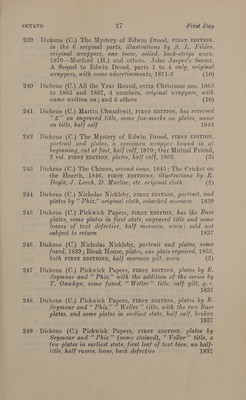 OCTAVO 27 First Day
239 Dickens (C.) The Mystery of Edwin Drood, FIRST EDITION,
in the 6 original parts, illustrations by S. L. Fildes,
original wrappers, one loose, soiled, back-strips worn,
1870—Morford (H.) and others. John Jasper's Secret.
A Sequel to Edwin Drood, parts 1 to 4 only, original
wrappers, with some advertisements, 1871-2 (10)
240 Dickens (C.) All the Year Round, extra Christmas nos. 1863
to 1865 and 1867, 4 numbers, original wrappers, with
name written on; and 6 others (10)
241 Dickens (C.) Martin Chuzzlewit, FIRST EDITION, has reversed
"£" on engraved title, some fox-marks on plates, name
on title, half calf 1844
242 Dickens (C.) The Mystery of Edwin Drood, FIRST EDITION,
portrait and plates, a specimen wrapper bound in at
beginning, cut at foot, half calf, 1870; Our Mutual Friend,
2 vol. FIRST EDITION, plates, half calf, 1865 (3)
243 Dickens (C.) The Chimes, second issue, 1845; The Cricket on
the Hearth, 1846, FIRST EDITIONS, illustrations by R.
Doyle, J. Leech, D. Maclise, etc. original cloth (2)
244 Dickens (C.) Nicholas Nickleby, FIRST EDITION, portrait, and
plates by "Phiz," original cloth, rebacked morocco 1839
245 Dickens (C.) Pickwick Papers, FIRST EDITION, has the Buss
plates, some plates in first state, engraved title and some
leaves of text defective, half morocco, worn; sold not
subject to return 1837
246 Dickens (C.) Nicholas Nickleby, portrait and plates, some
foxed, 1839; Bleak House, plates, one plate repaired, 1853,
both FIRST EDITIONS, half morocco gilt, worn (2)
247 Dickens (C.) Pickwick Papers, FIRST EDITION, plates by R.
Seymour and "Phiz," with the addition of the series by
T. Onwhyn, some foxed, "Weller" title, calf gilt, g. e.
1837
248 Dickens (C.) Pickwick Papers, FIRST EDITION, plates by R.
Seymour and "Phiz," "Weller" title, with the two Buss
plates, and some plates in earliest state, half calf, broken
1837
249 Dickens (C.) Pickwick Papers, FIRST EDITION, plates by
Seymour and "Phiz" (some stained), "Veller" title, a
few plates in earliest state, first leaf of text torn, no half-
title, half russia, loose, back defective 1837